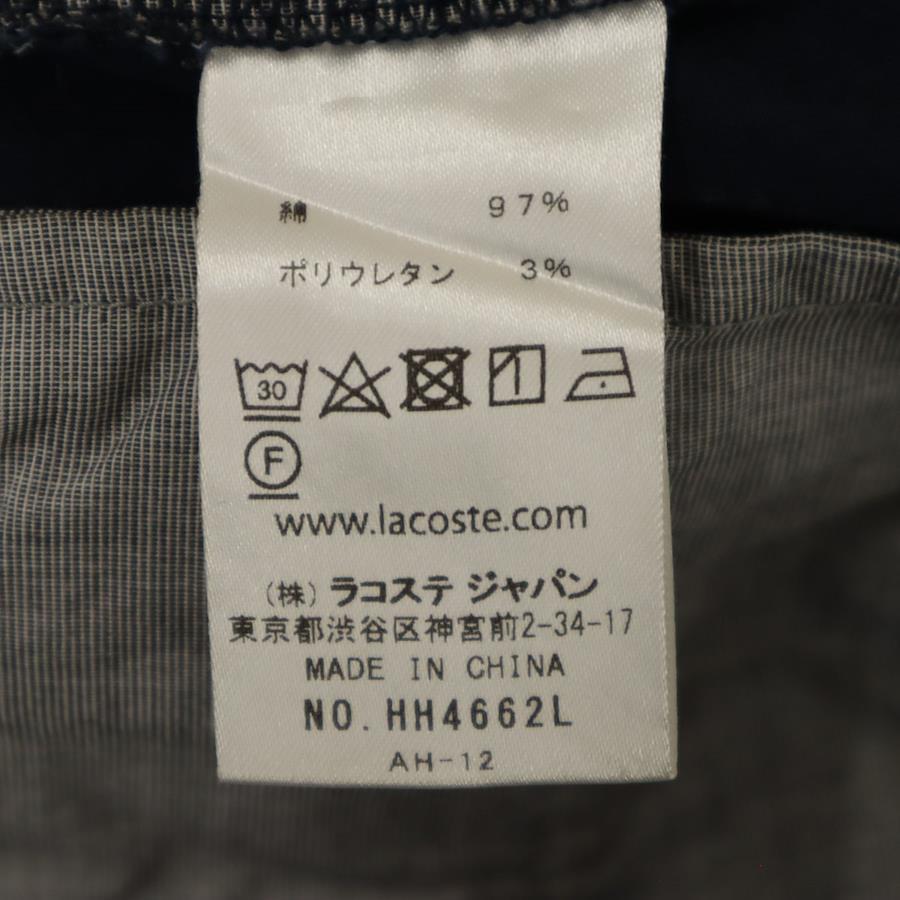 綿 97%
ポリウレタン 3%
30
F
www.lacoste.com
(株) ラコステ ジャパン
東京都渋谷区神宮前2-34-17
MADE IN CHINA
NO. HH4662L
AH-12